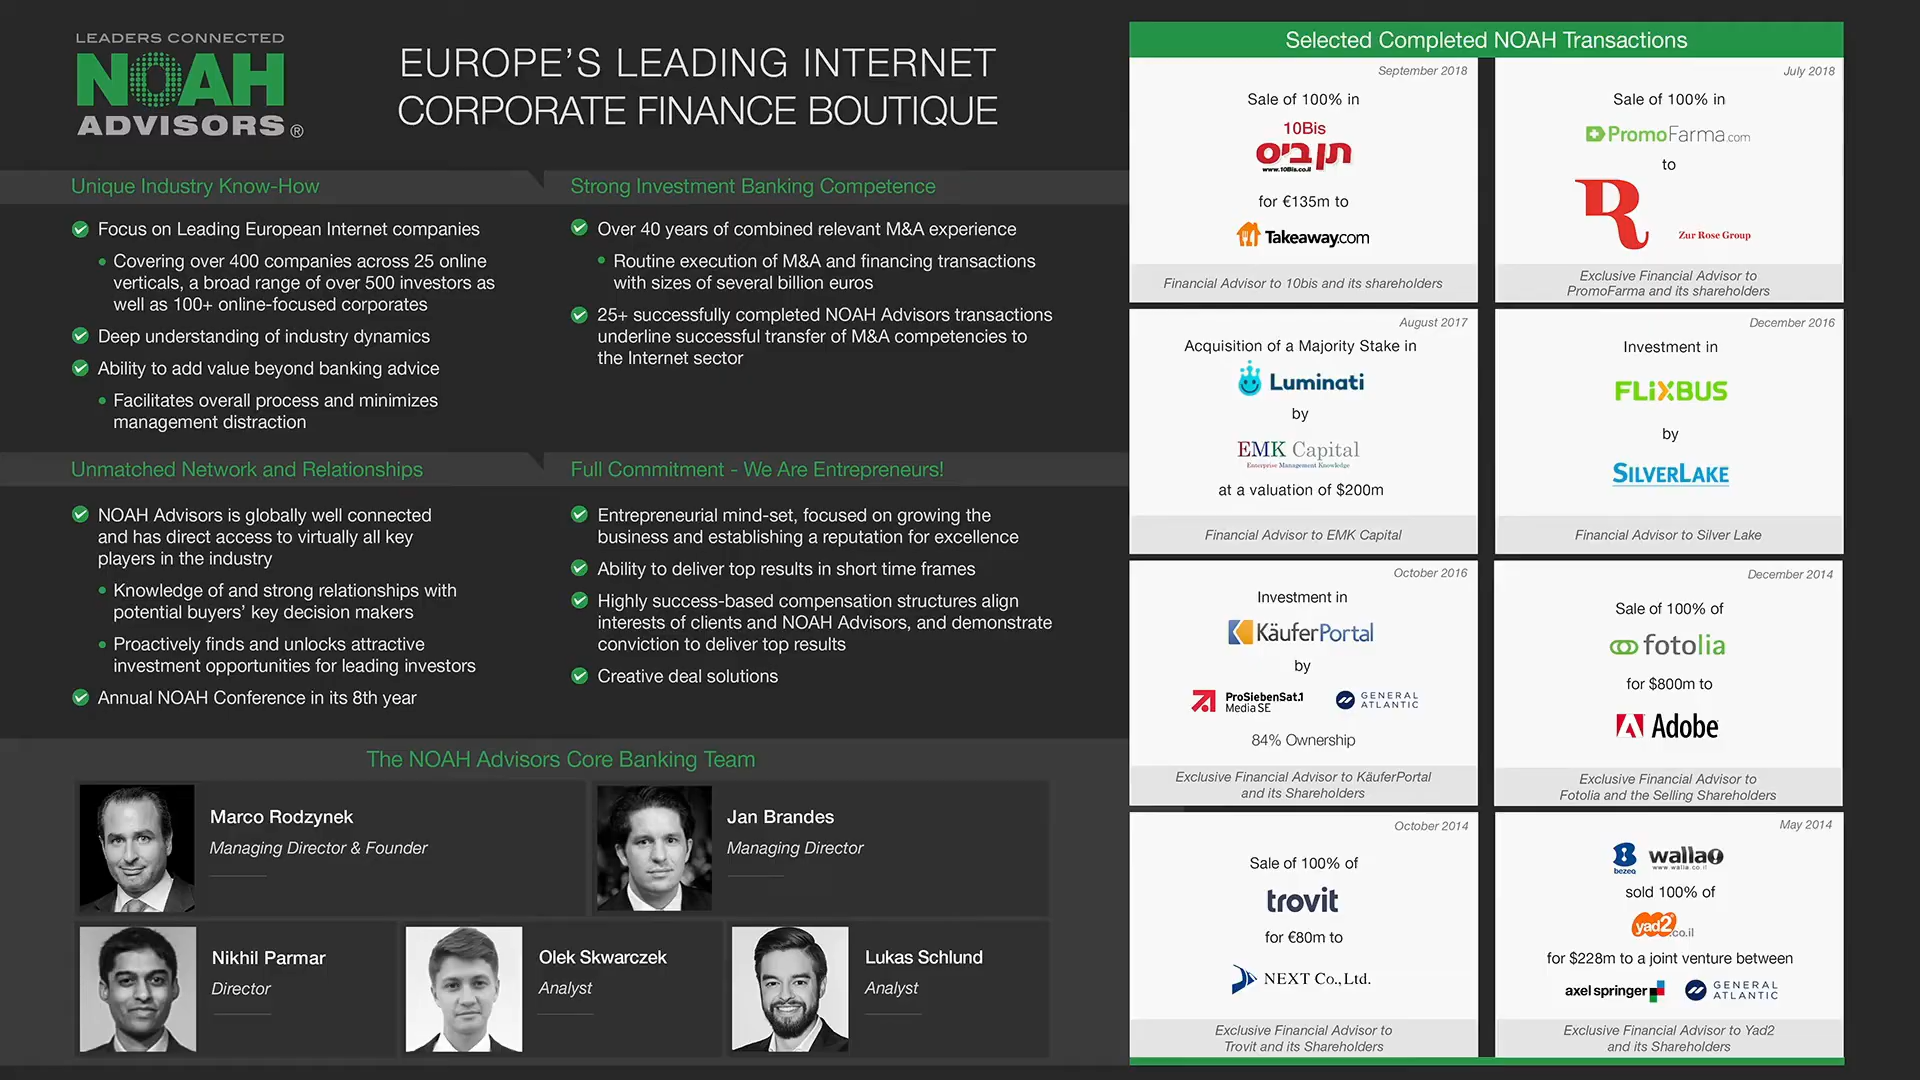 LEADERS CONNECTED
NOAH
ADVISORS®
EUROPE'S LEADING INTERNET
CORPORATE FINANCE BOUTIQUE
Unique Industry Know-How
Focus on Leading European Internet companies
Covering over 400 companies across 25 online
verticals, a broad range of over 500 investors as
well as 100+ online-focused corporates
Deep understanding of industry dynamics
Ability to add value beyond banking advice
Facilitates overall process and minimizes
management distraction
Strong Investment Banking Competence
Over 40 years of combined relevant M&A experience
Routine execution of M&A and financing transactions
with sizes of several billion euros
25+ successfully completed NOAH Advisors transactions
underline successful transfer of M&A competencies to
the Internet sector
Unmatched Network and Relationships
NOAH Advisors is globally well connected
and has direct access to virtually all key
players in the industry
Knowledge of and strong relationships with
potential buyers' key decision makers
Proactively finds and unlocks attractive
investment opportunities for leading investors
Annual NOAH Conference in its 8th year
Full Commitment - We Are Entrepreneurs!
Entrepreneurial mind-set, focused on growing the
business and establishing a reputation for excellence
Ability to deliver top results in short time frames
Highly success-based compensation structures align
interests of clients and NOAH Advisors, and demonstrate
conviction to deliver top results
Creative deal solutions
The NOAH Advisors Core Banking Team
Marco Rodzynek
Managing Director & Founder
Jan Brandes
Managing Director
Nikhil Parmar
Director
Olek Skwarczek
Analyst
Lukas Schlund
Analyst
Selected Completed NOAH Transactions
September 2018
Sale of 100% in
10Bis
תן ביס
www.10Bis.co.il
for €135m to
Takeaway.com
Financial Advisor to 10bis and its shareholders
July 2018
Sale of 100% in
PromoFarma.com
to
R
Zur Rose Group
Exclusive Financial Advisor to
PromoFarma and its shareholders
August 2017
Acquisition of a Majority Stake in
Luminati
by
EMK Capital
Enterprise Management Knowledge
at a valuation of $200m
Financial Advisor to EMK Capital
December 2016
Investment in
FLiXBUS
by
SILVERLAKE
Financial Advisor to Silver Lake
October 2016
Investment in
KäuferPortal
by
ProSiebenSat.1
Media SE
GENERAL
ATLANTIC
84% Ownership
Exclusive Financial Advisor to KäuferPortal
and its Shareholders
December 2014
Sale of 100% of
fotolia
for $800m to
Adobe
Exclusive Financial Advisor to
Fotolia and the Selling Shareholders
October 2014
Sale of 100% of
trovit
for €80m to
NEXT Co., Ltd.
Exclusive Financial Advisor to
Trovit and its Shareholders
May 2014
bezeq
walla!
www.walla.co.il
sold 100% of
yad2.co.il
for $228m to a joint venture between
axel springer
GENERAL
ATLANTIC
Exclusive Financial Advisor to Yad2
and its Shareholders